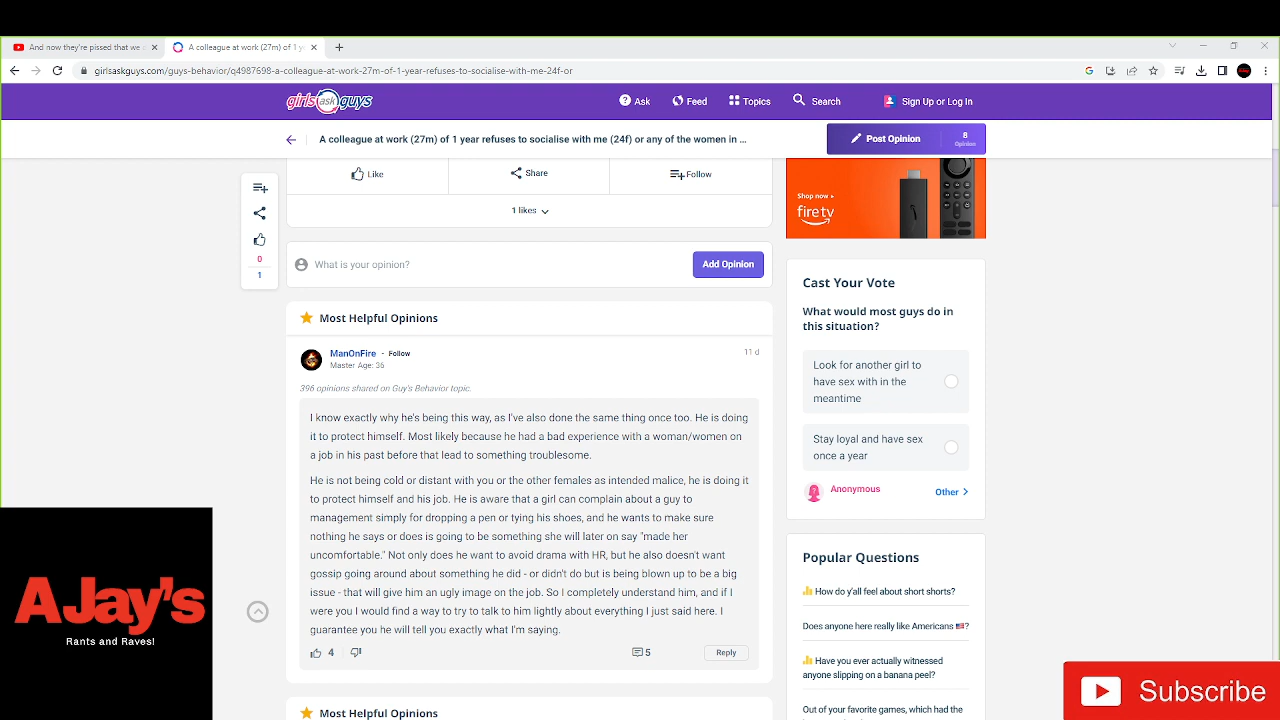 And now they're pissed that we
A colleague at work (27m) of 1 ye
girlsaskguys.com/guys-behavior/q4987698-a-colleague-at-work-27m-of-1-year-refuses-to-socialise-with-me-24f-or
girls ask guys
Ask
Feed
Topics
Search
Sign Up or Log In
A colleague at work (27m) of 1 year refuses to socialise with me (24f) or any of the women in ...
Post Opinion
8
Opinion
Like
Share
Follow
1 likes
0
1
What is your opinion?
Add Opinion
Most Helpful Opinions
ManOnFire - Follow
Master Age: 36
11 d
396 opinions shared on Guy's Behavior topic.
I know exactly why he's being this way, as I've also done the same thing once too. He is doing
it to protect himself. Most likely because he had a bad experience with a woman/women on
a job in his past before that lead to something troublesome.
He is not being cold or distant with you or the other females as intended malice, he is doing it
to protect himself and his job. He is aware that a girl can complain about a guy to
management simply for dropping a pen or tying his shoes, and he wants to make sure
nothing he says or does is going to be something she will later on say "made her
uncomfortable." Not only does he want to avoid drama with HR, but he also doesn't want
gossip going around about something he did - or didn't do but is being blown up to be a big
issue - that will give him an ugly image on the job. So I completely understand him, and if I
were you I would find a way to try to talk to him lightly about everything I just said here. I
guarantee you he will tell you exactly what I'm saying.
4
5
Reply
Most Helpful Opinions
Shop now
fire tv
Cast Your Vote
What would most guys do in
this situation?
Look for another girl to
have sex with in the
meantime
Stay loyal and have sex
once a year
Anonymous
Other
Popular Questions
How do y'all feel about short shorts?
Does anyone here really like Americans 🇺🇸?
Have you ever actually witnessed
anyone slipping on a banana peel?
Out of your favorite games, which had the
AJay's
Rants and Raves!
Subscribe